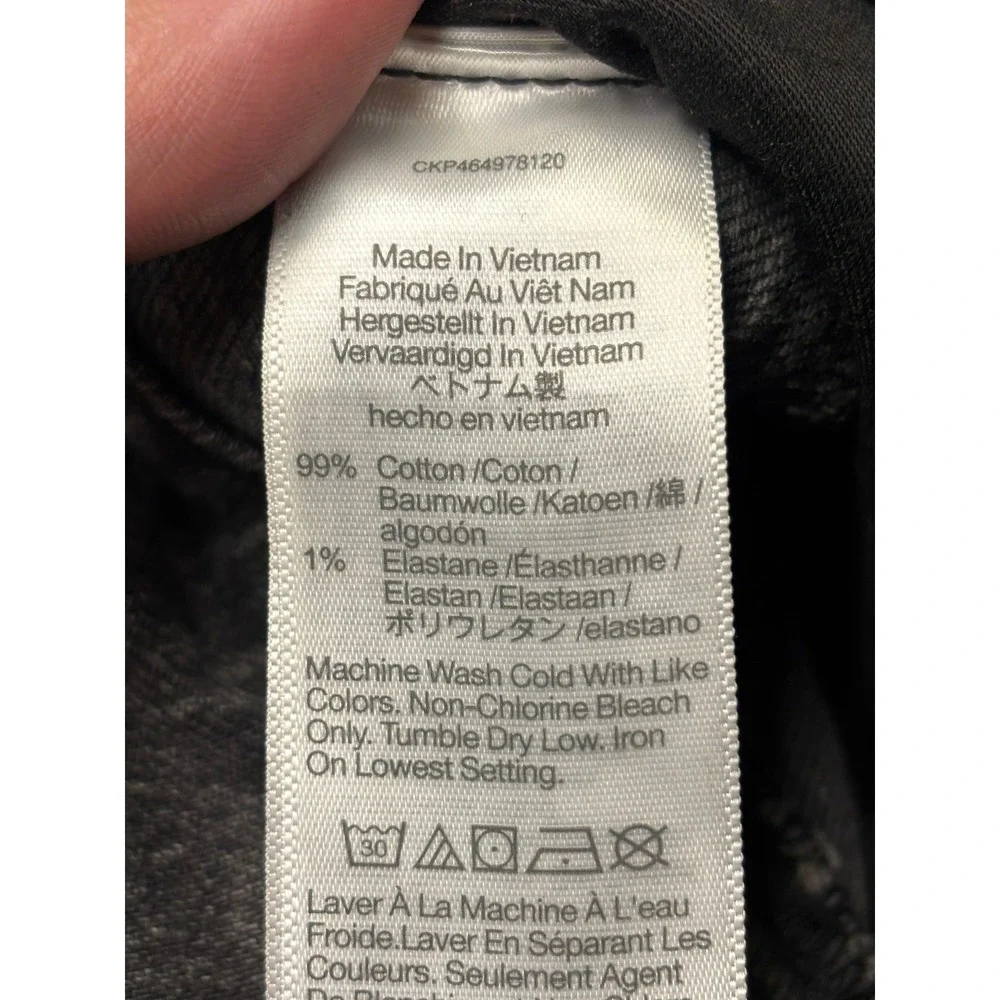 CKP464978120
Made In Vietnam
Fabriqué Au Viêt Nam
Hergestellt In Vietnam
Vervaardigd In Vietnam
ベトナム製
hecho en vietnam
99% Cotton /Coton /
Baumwolle /Katoen /綿 /
algodón
1% Elastane /Élasthanne /
Elastan /Elastaan /
ポリウレタン /elastano
Machine Wash Cold With Like
Colors. Non-Chlorine Bleach
Only. Tumble Dry Low. Iron
On Lowest Setting.
30
Laver À La Machine À L'eau
Froide.Laver En Séparant Les
Couleurs. Seulement Agent